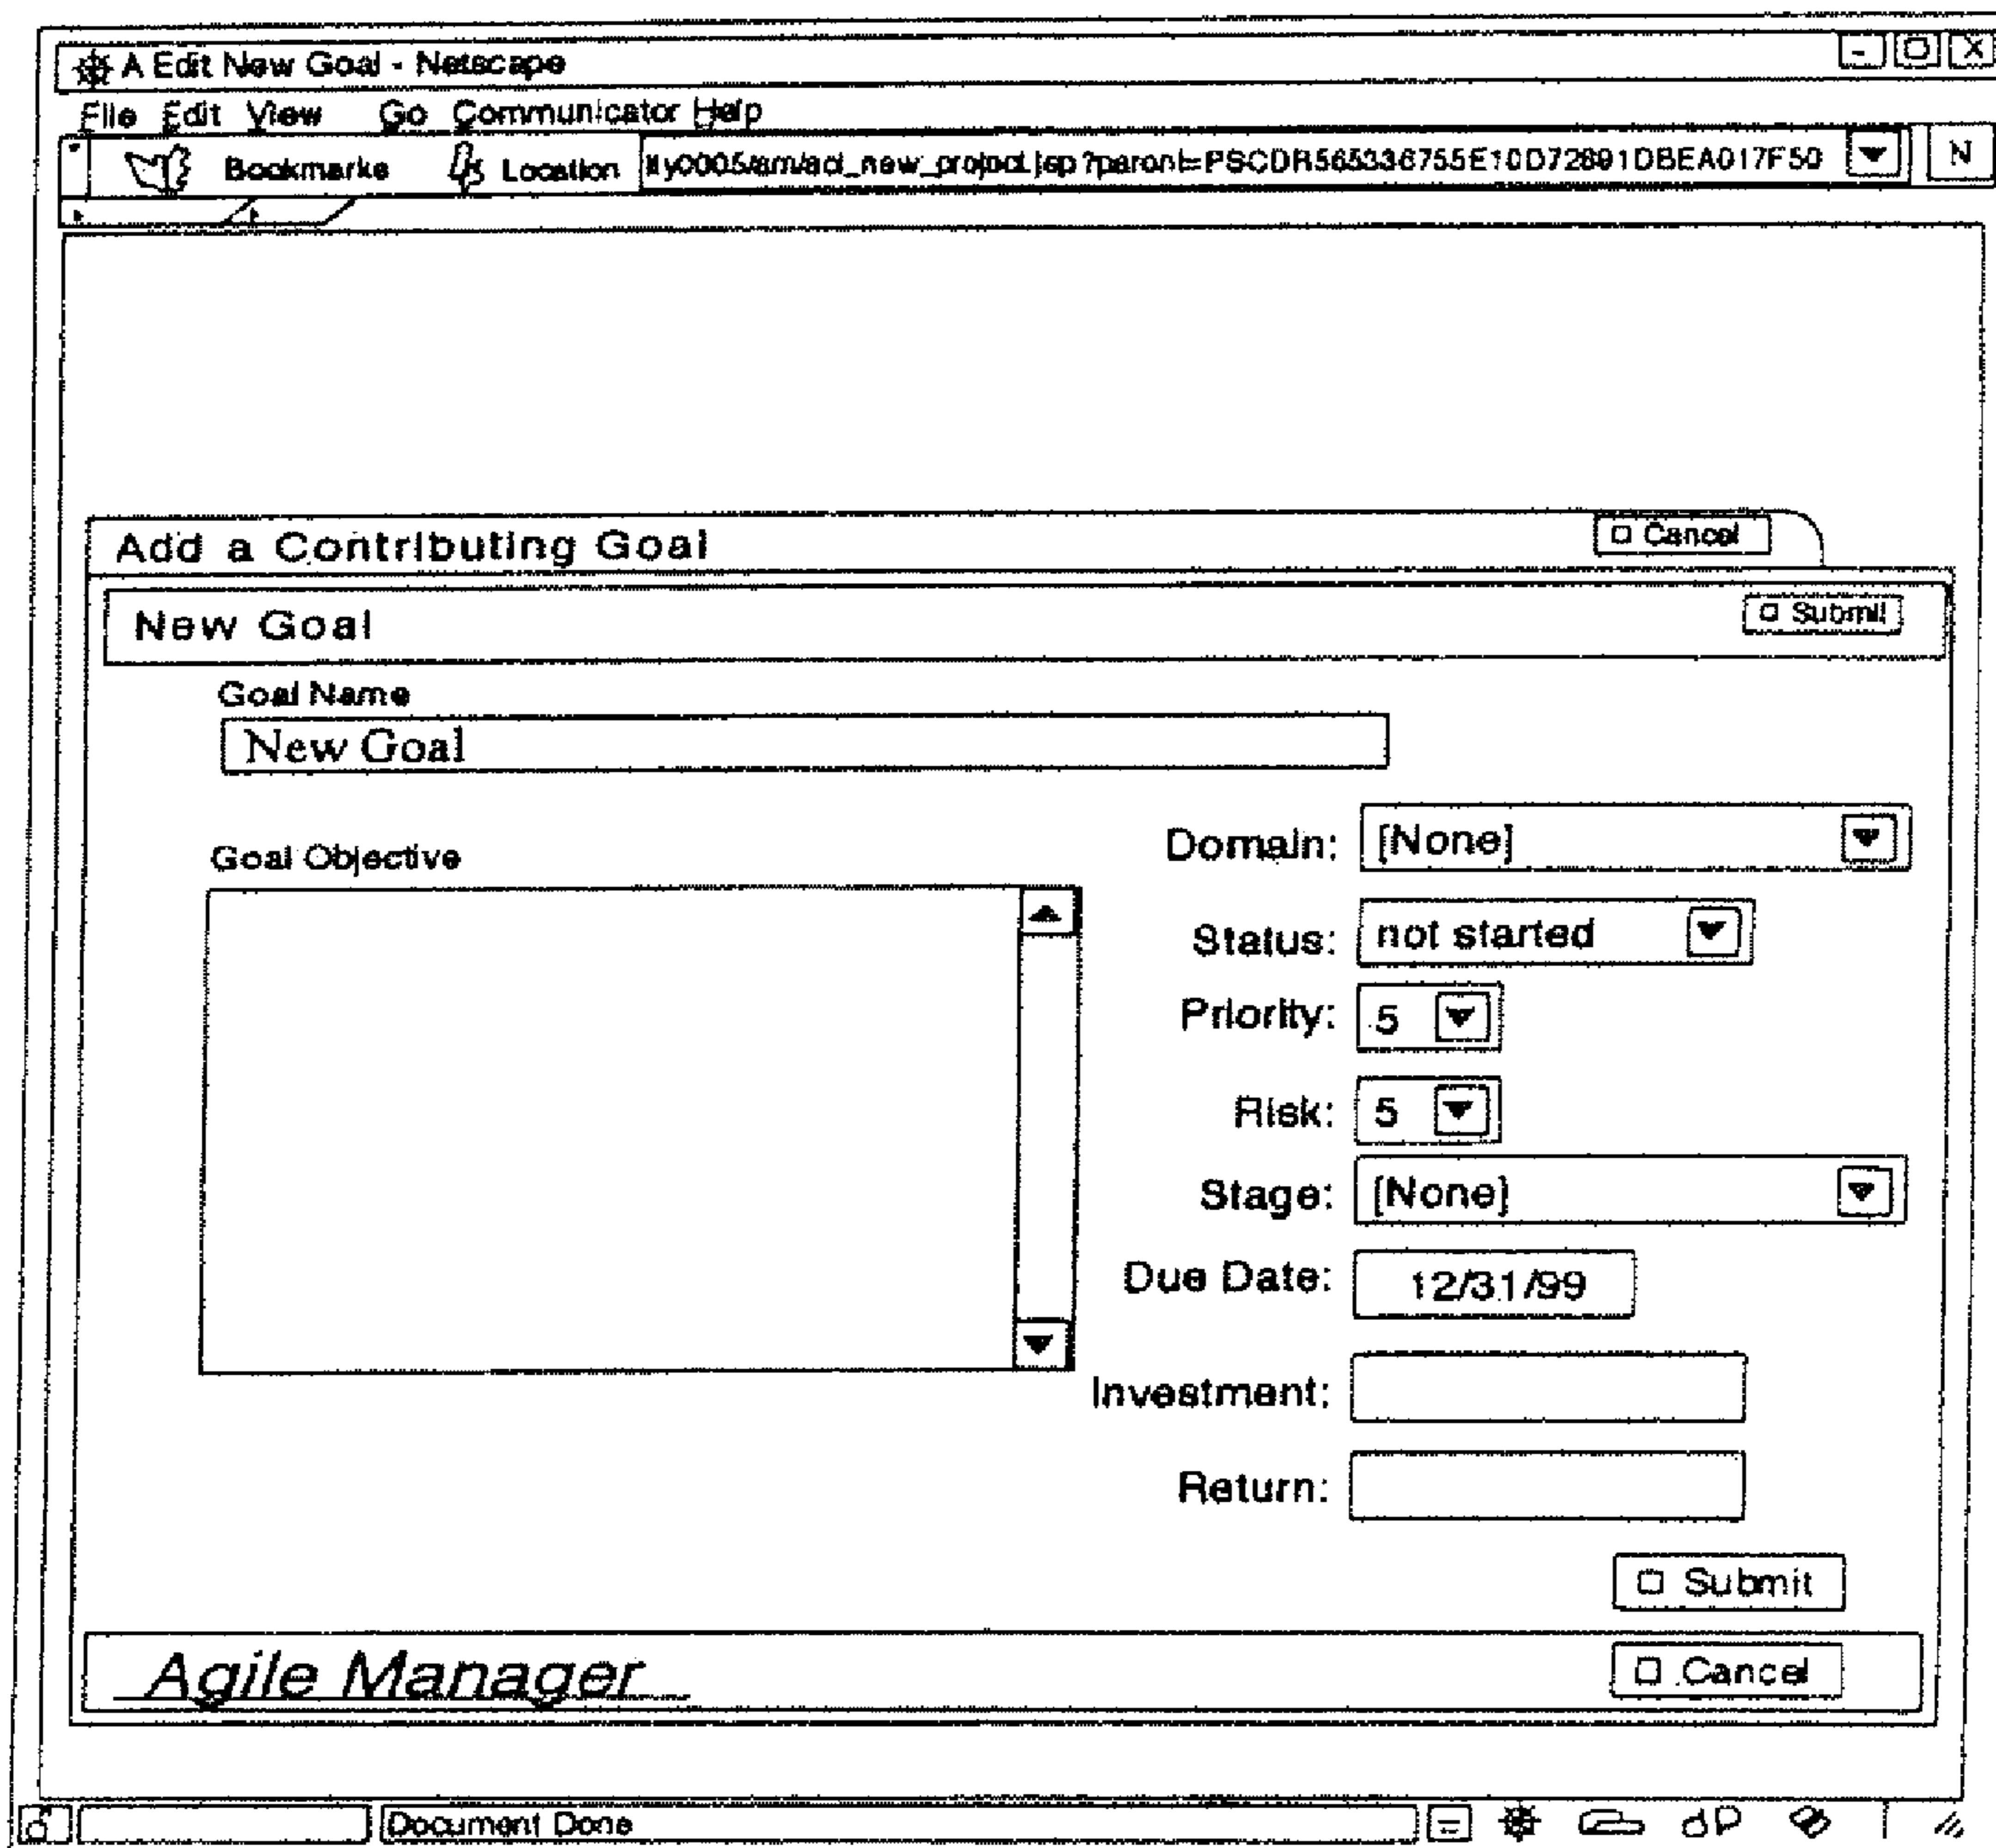 A Edit New Goal - Netscape
File Edit View Go Communicator Help
Bookmarks Location
N
Add a Contributing Goal Cancel
New Goal Submit
Goal Name
New Goal
Domain: [None]
Goal Objective
Status: not started
Priority: 5
Risk: 5
Stage: [None]
Due Date: 12/31/99
Investment:
Return:
Submit
Agile Manager Cancel
Document Done